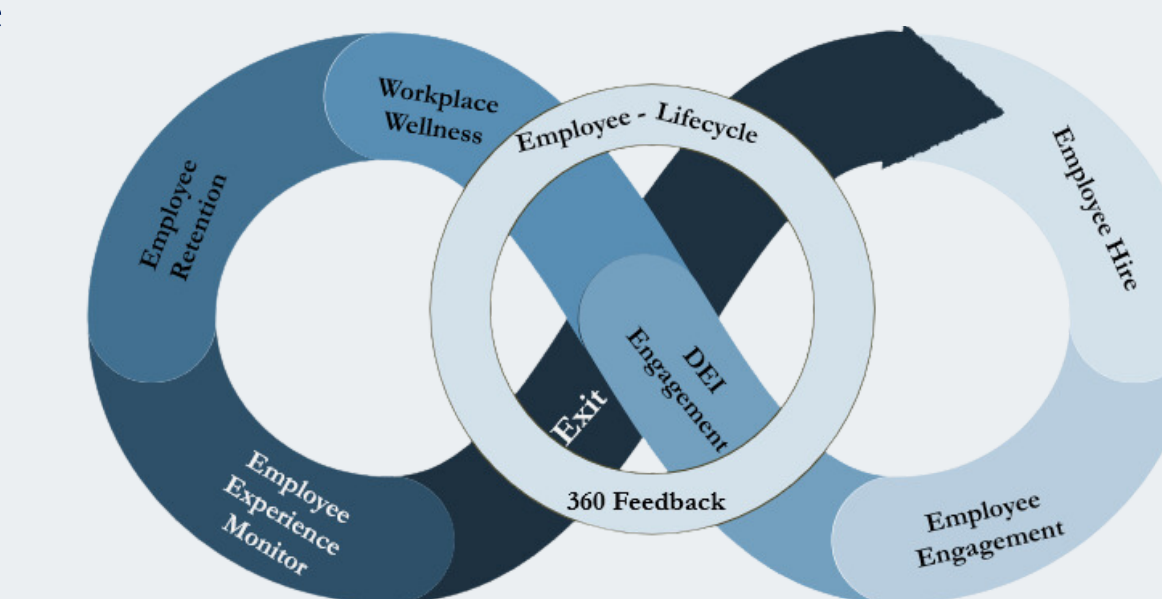 Workplace
Wellness
Employee - Lifecycle
Employee Hire
Employee
Retention
DEI
Engagement
Exit
Employee
Experience
Monitor
360 Feedback
Employee
Engagement